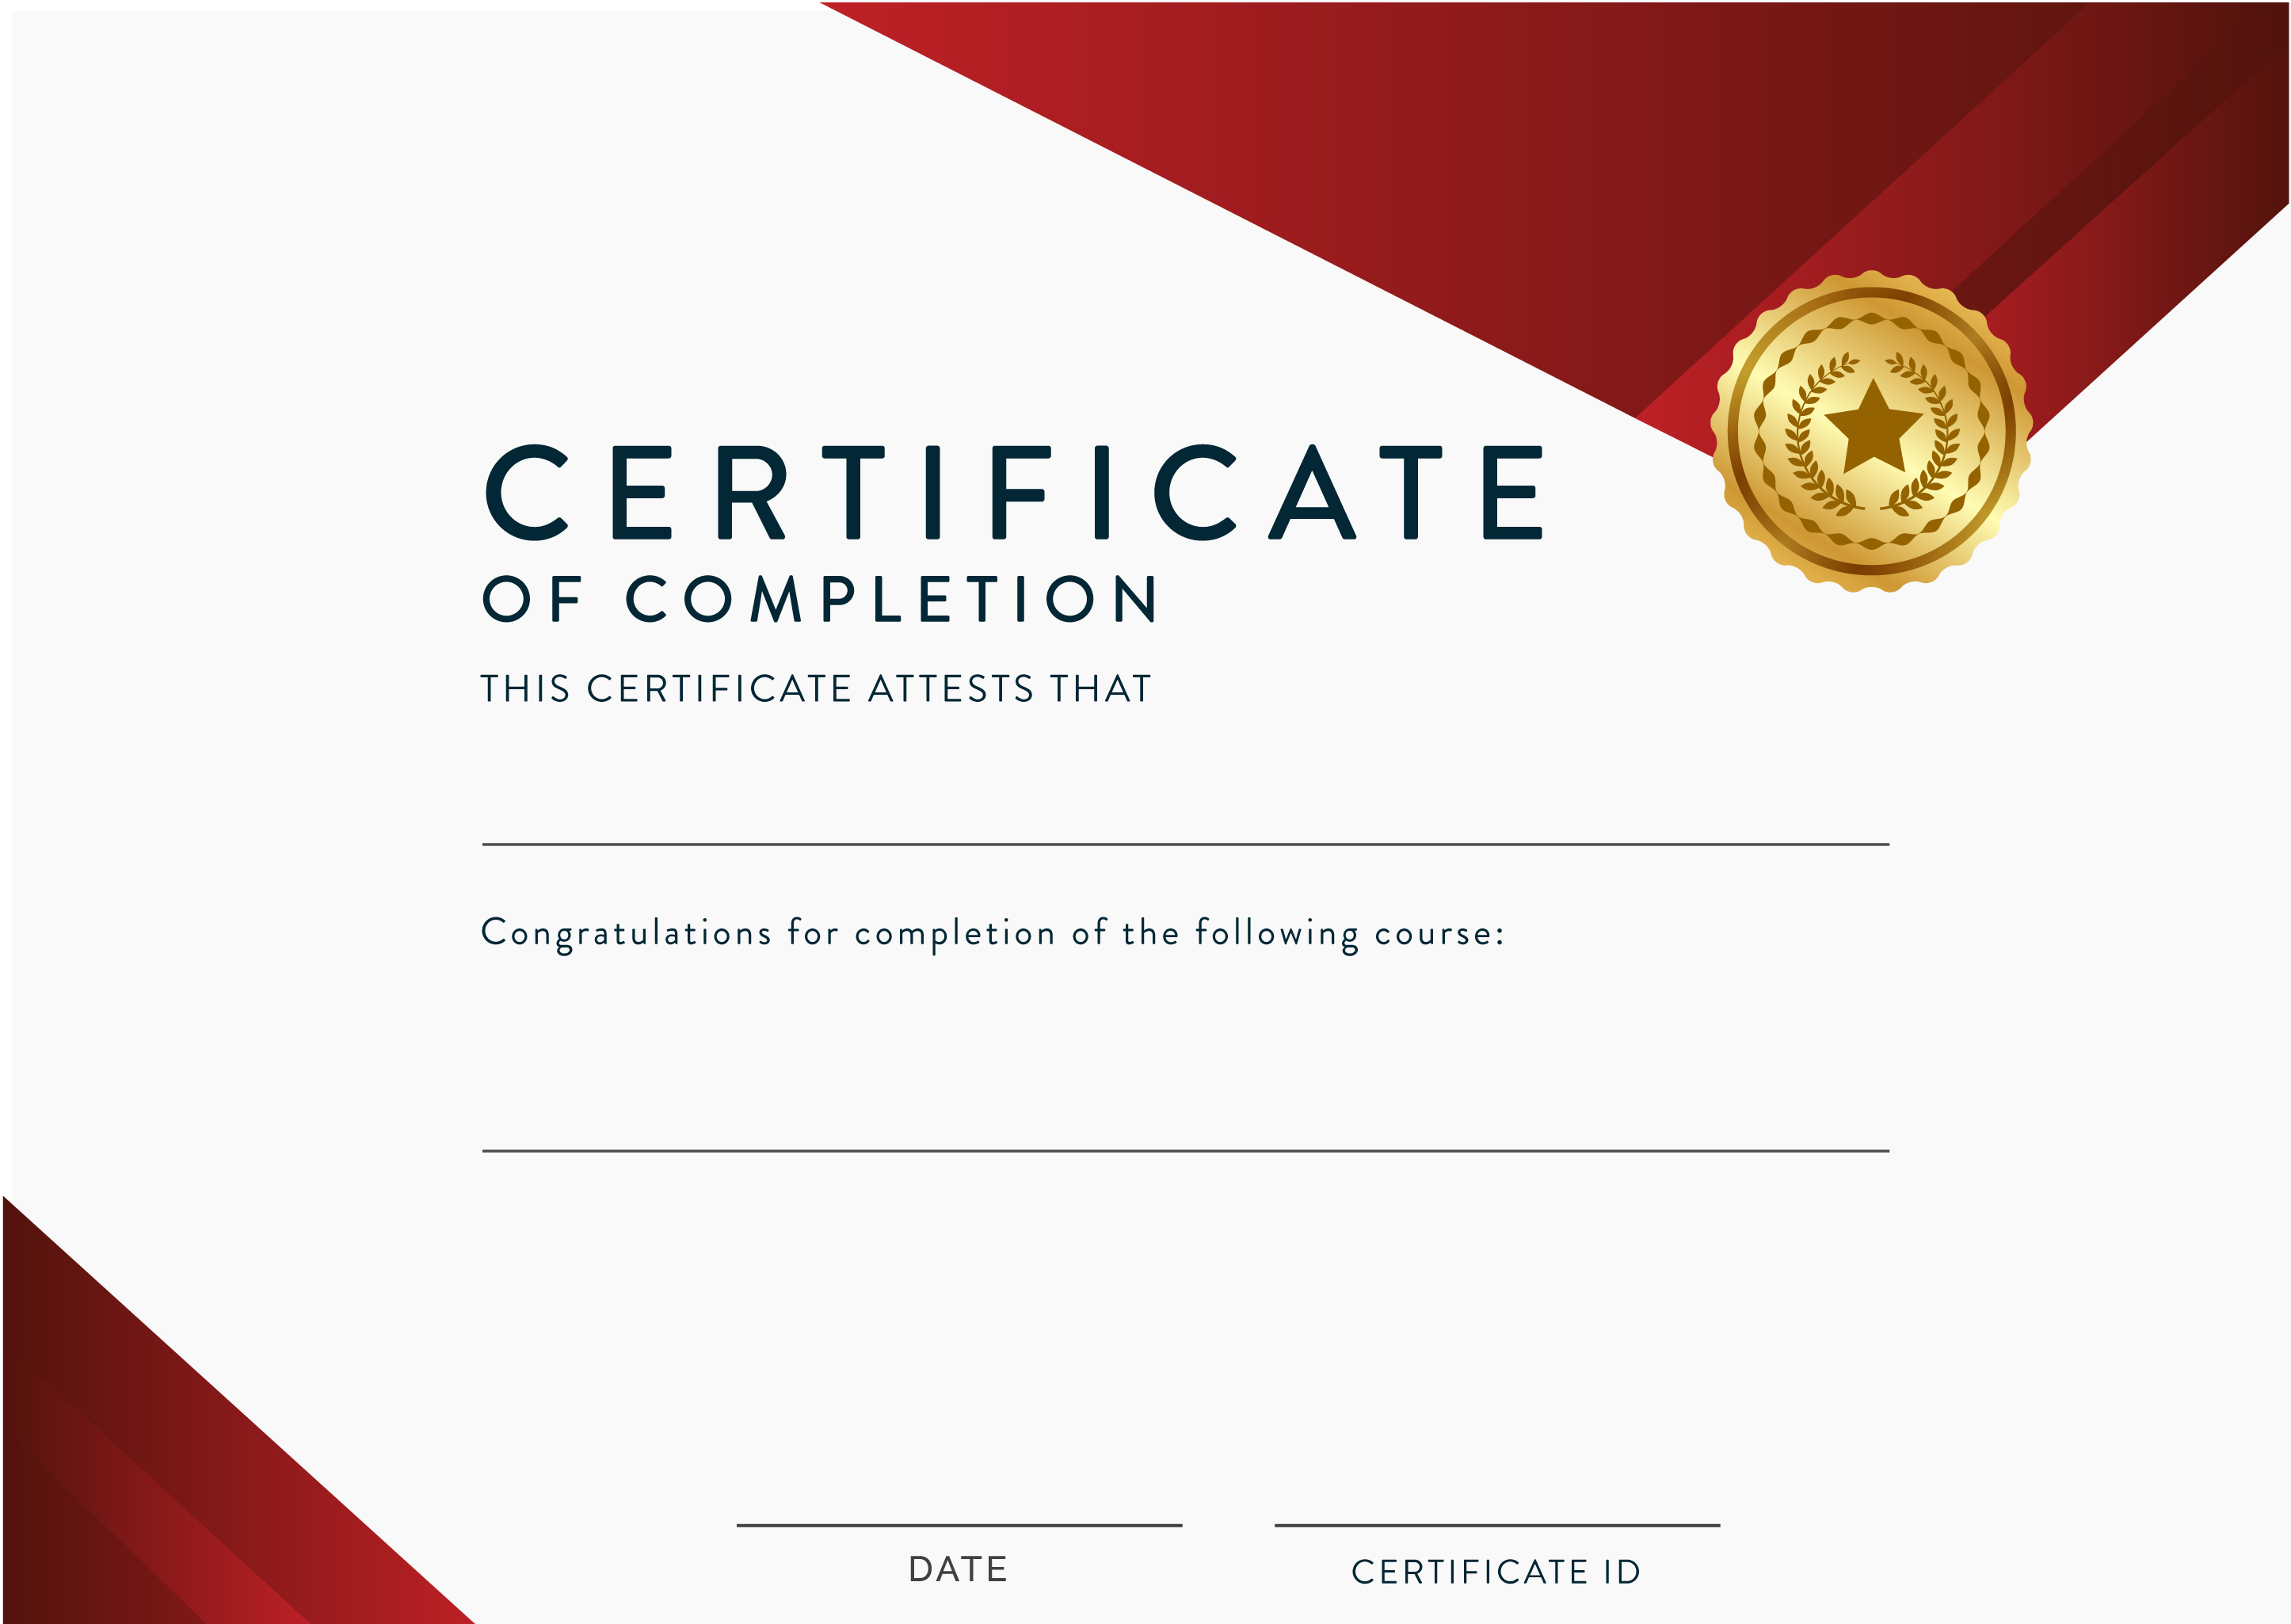 CERTIFICATE
OF COMPLETION
THIS CERTIFICATE ATTESTS THAT
Congratulations for completion of the following course:
DATE
CERTIFICATE ID